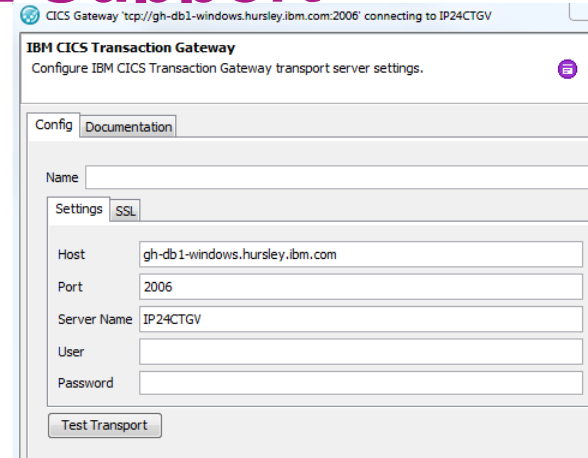 Support
CICS Gateway 'tcp://gh-db1-windows.hursley.ibm.com:2006' connecting to IP24CTGV
IBM CICS Transaction Gateway
Configure IBM CICS Transaction Gateway transport server settings.
Config Documentation
Name
Settings SSL
Host gh-db1-windows.hursley.ibm.com
Port 2006
Server Name IP24CTGV
User
Password
Test Transport